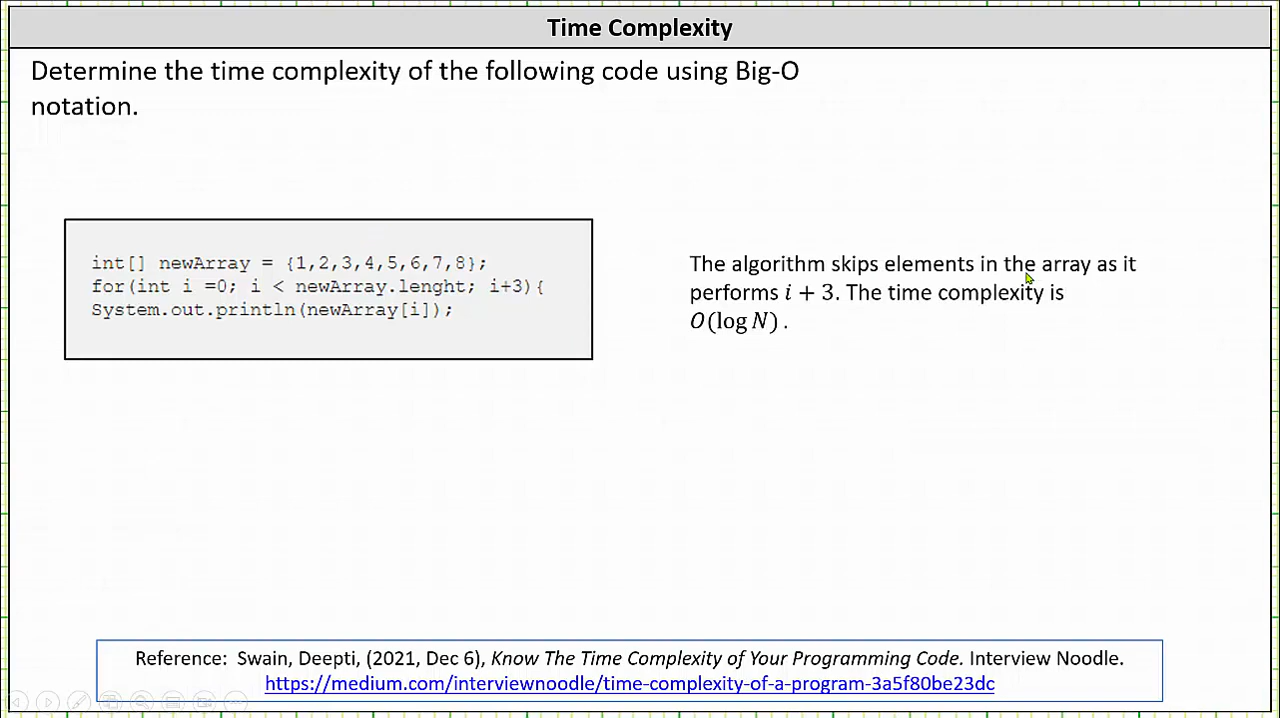 Time Complexity
Determine the time complexity of the following code using Big-O
notation.
int[] newArray = {1,2,3,4,5,6,7,8};
for(int i =0; i < newArray.lenght; i+3){
System.out.println(newArray[i]);
The algorithm skips elements in the array as it
performs i + 3. The time complexity is
O(log N) .
Reference: Swain, Deepti, (2021, Dec 6), Know The Time Complexity of Your Programming Code. Interview Noodle.
https://medium.com/interviewnoodle/time-complexity-of-a-program-3a5f80be23dc